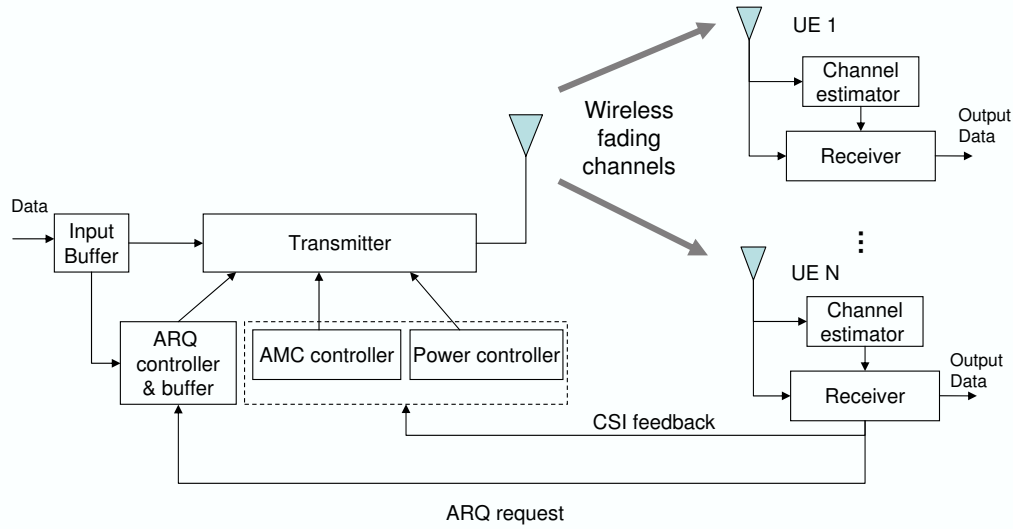 UE 1
Channel
estimator
Output
Data
Receiver
Wireless
fading
channels
Data
Input
Buffer
Transmitter
UE N
Channel
estimator
Output
Data
Receiver
ARQ
controller
& buffer
AMC controller
Power controller
CSI feedback
ARQ request